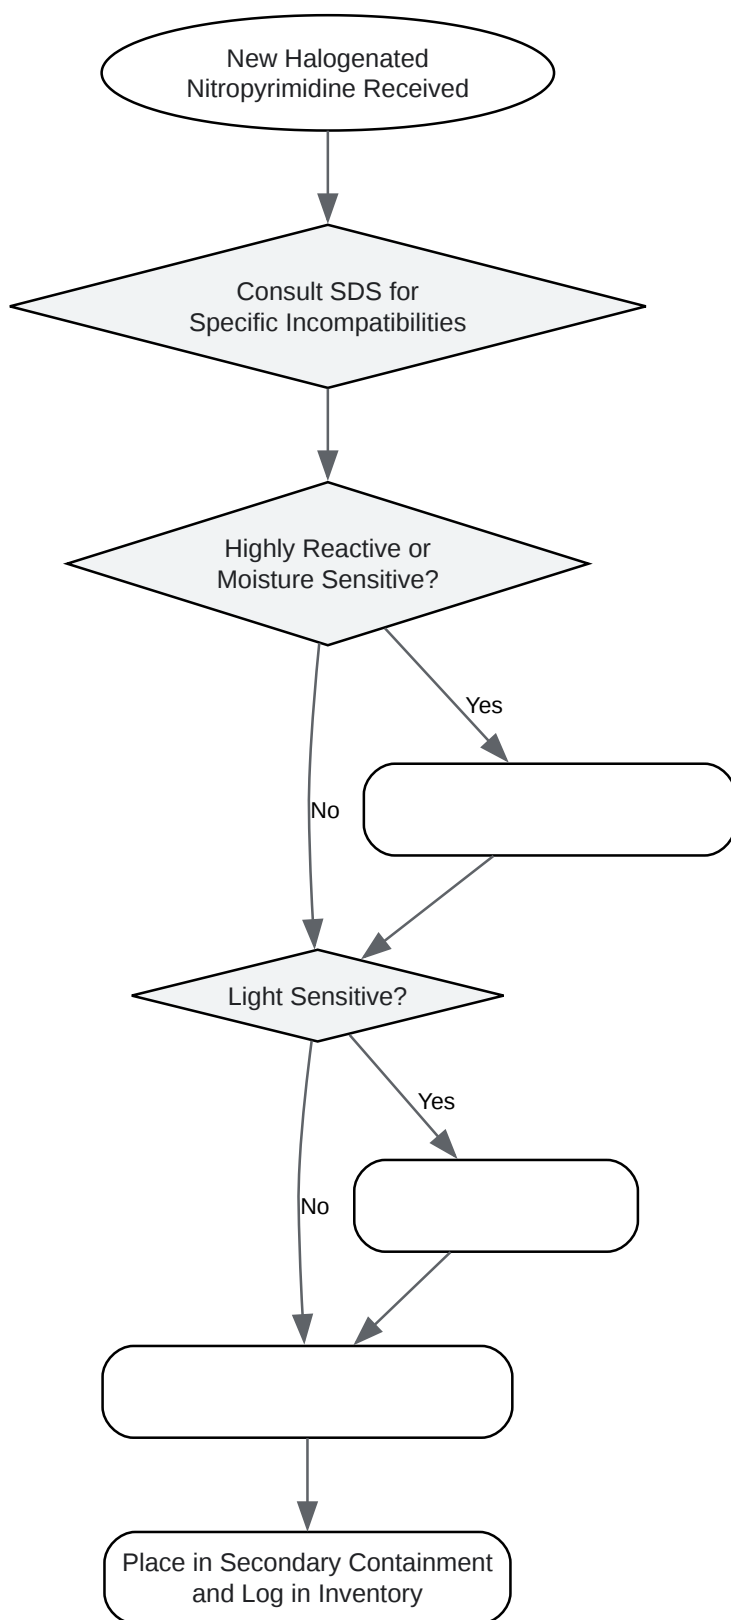 New Halogenated
Nitropyrimidine Received
Consult SDS for
Specific Incompatibilities
Highly Reactive or
Moisture Sensitive?
Yes
No
Light Sensitive?
Yes
No
Place in Secondary Containment
and Log in Inventory